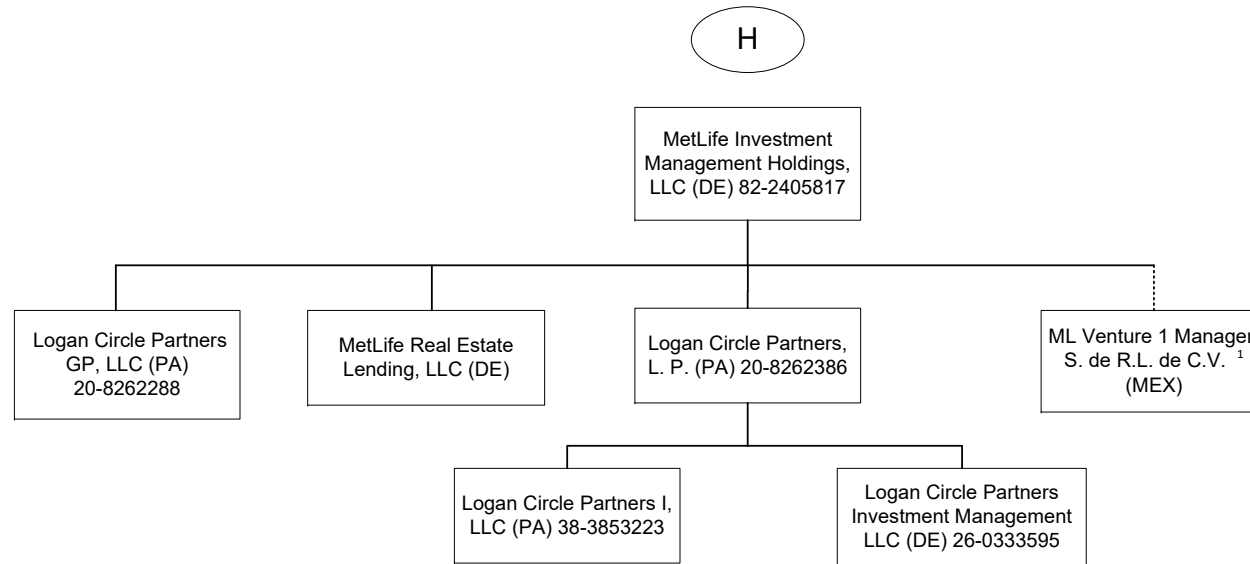 H
MetLife Investment
Management Holdings,
LLC (DE) 82-2405817
Logan Circle Partners
GP, LLC (PA)
20-8262288
MetLife Real Estate
Lending, LLC (DE)
Logan Circle Partners,
L. P. (PA) 20-8262386
ML Venture 1 Manager
S. de R.L. de C.V. 1
(MEX)
Logan Circle Partners I,
LLC (PA) 38-3853223
Logan Circle Partners
Investment Management
LLC (DE) 26-0333595